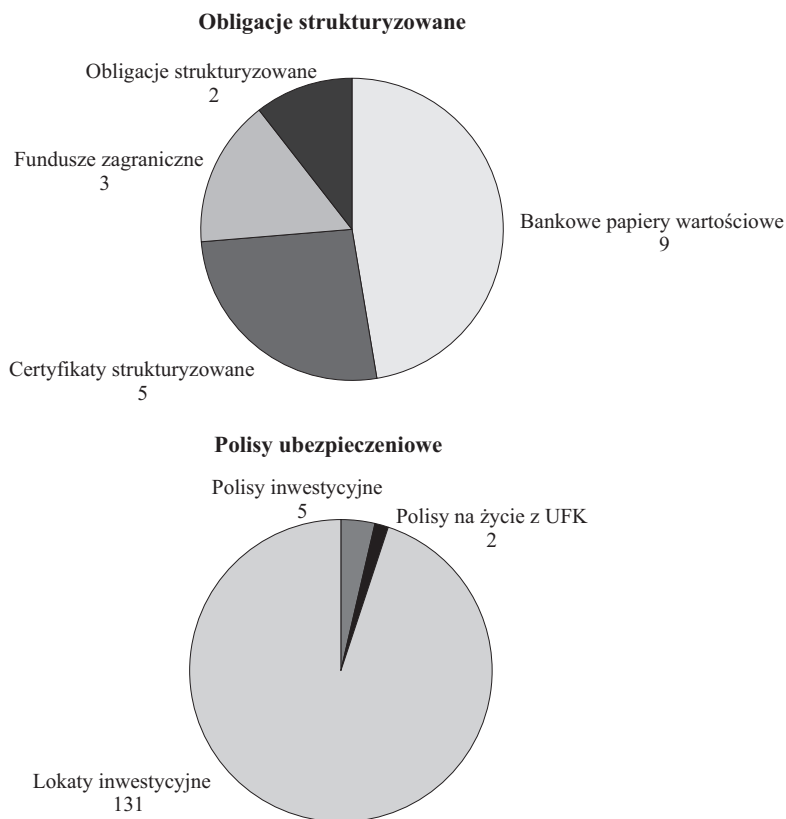 Obligacje strukturyzowane
Obligacje strukturyzowane
2
Fundusze zagraniczne
3
Bankowe papiery wartościowe
9
Certyfikaty strukturyzowane
5
Polisy ubezpieczeniowe
Polisy inwestycyjne
5
Polisy na życie z UFK
2
Lokaty inwestycyjne
131